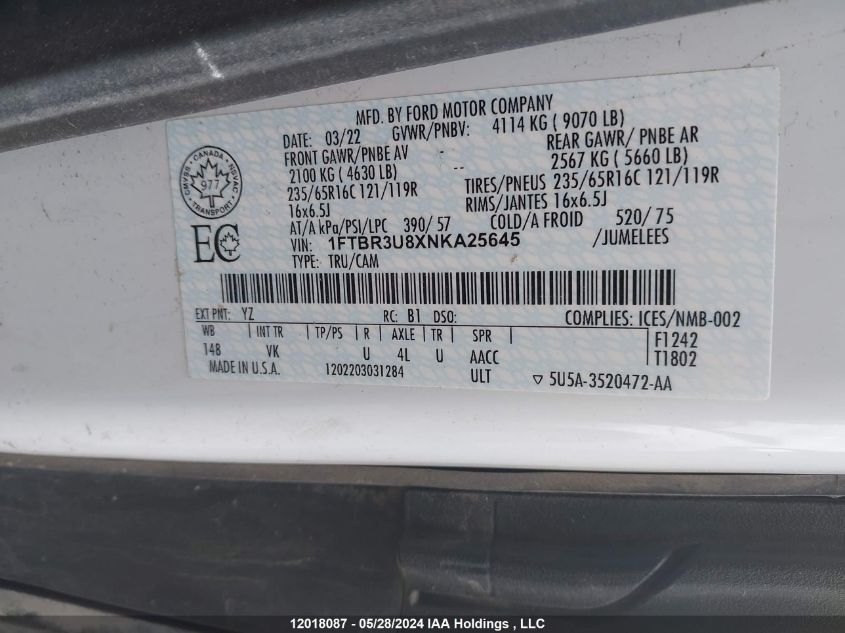 MFD. BY FORD MOTOR COMPANY
DATE: 03/22 GVWR/PNBV: 4114 KG ( 9070 LB)
FRONT GAWR/PNBE AV - REAR GAWR/ PNBE AR
2100 KG ( 4630 LB) -- 2567 KG ( 5660 LB)
235/65R16C 121/119R TIRES/PNEUS 235/65R16C 121/119R
16x6.5J RIMS/JANTES 16x6.5J
AT/A kPa/PSI/LPC 390/ 57 COLD/A FROID 520/ 75
VIN: 1FTBR3U8XNKA25645 /JUMELEES
TYPE: TRU/CAM
CANADA
CMVSS NSVAC
977
TRANSPORT
EC
EXT PNT: YZ RC: B1 DSO: COMPLIES: ICES/NMB-002
WB INT TR TP/PS R AXLE TR SPR F1242
148 VK U 4L U AACC T1802
MADE IN U.S.A. 1202203031284 ULT ▽ 5U5A-3520472-AA
12018087 - 05/28/2024 IAA Holdings , LLC